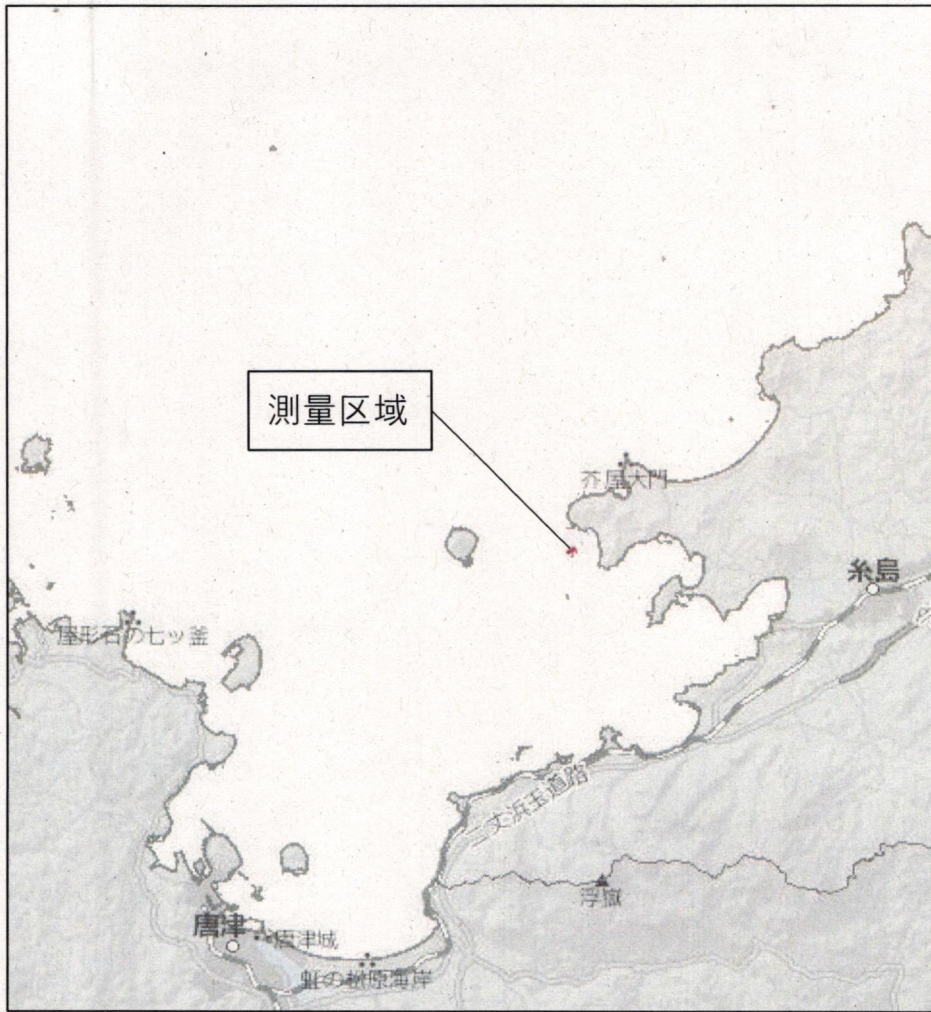 測量区域
芥屋大門
糸島
屋形石の七ッ釜
二丈浜玉道路
浮嶽
唐津
唐津城
虹の松原海岸